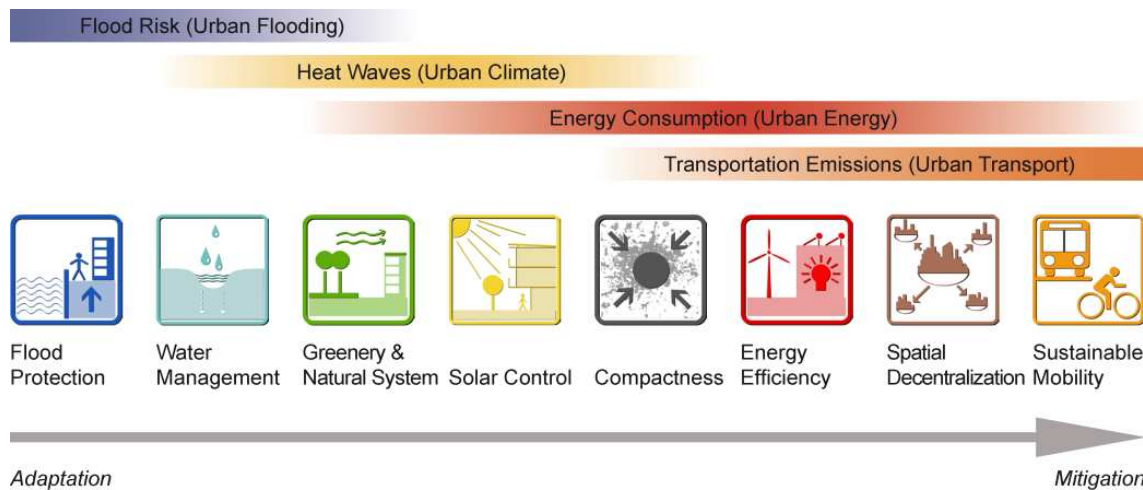 Flood Risk (Urban Flooding)
Heat Waves (Urban Climate)
Energy Consumption (Urban Energy)
Transportation Emissions (Urban Transport)
Flood
Protection
Water
Management
Greenery &
Natural System
Solar Control
Compactness
Energy
Efficiency
Spatial
Decentralization
Sustainable
Mobility
Adaptation
Mitigation